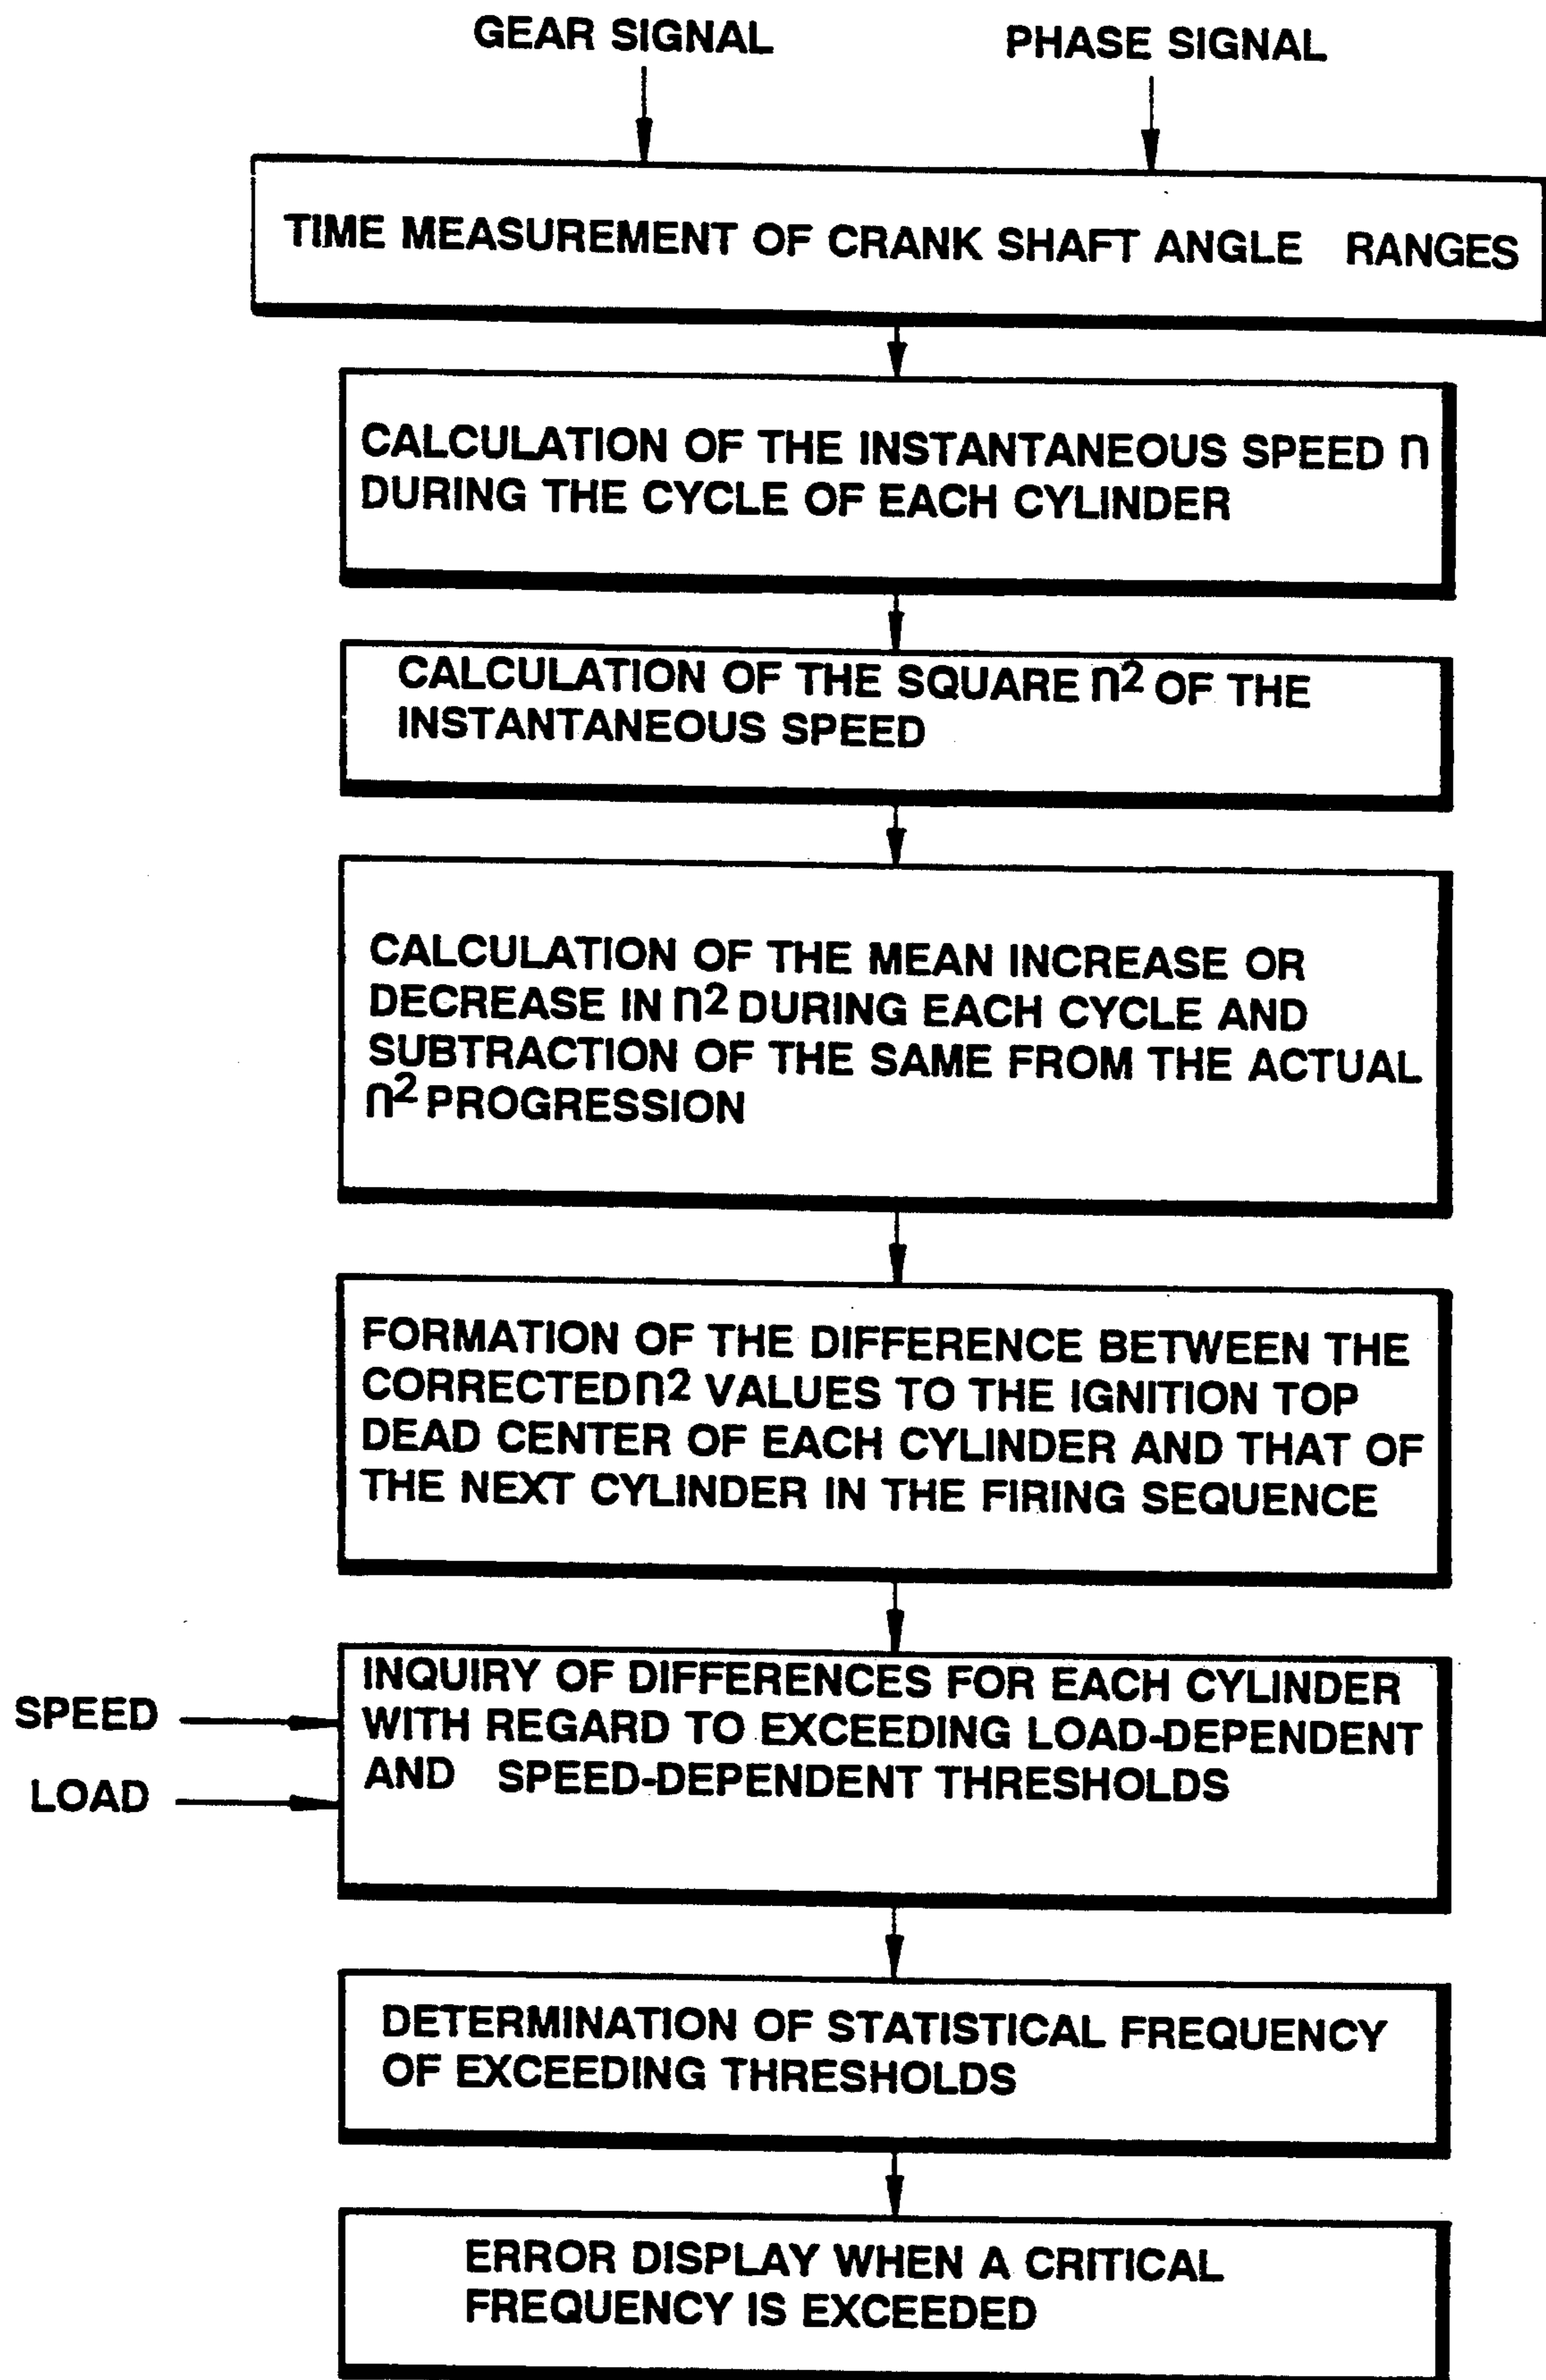 GEAR SIGNAL
PHASE SIGNAL
TIME MEASUREMENT OF CRANK SHAFT ANGLE RANGES
CALCULATION OF THE INSTANTANEOUS SPEED n
DURING THE CYCLE OF EACH CYLINDER
CALCULATION OF THE SQUARE n² OF THE
INSTANTANEOUS SPEED
CALCULATION OF THE MEAN INCREASE OR
DECREASE IN n² DURING EACH CYCLE AND
SUBTRACTION OF THE SAME FROM THE ACTUAL
n² PROGRESSION
FORMATION OF THE DIFFERENCE BETWEEN THE
CORRECTED n² VALUES TO THE IGNITION TOP
DEAD CENTER OF EACH CYLINDER AND THAT OF
THE NEXT CYLINDER IN THE FIRING SEQUENCE
SPEED
LOAD
INQUIRY OF DIFFERENCES FOR EACH CYLINDER
WITH REGARD TO EXCEEDING LOAD-DEPENDENT
AND SPEED-DEPENDENT THRESHOLDS
DETERMINATION OF STATISTICAL FREQUENCY
OF EXCEEDING THRESHOLDS
ERROR DISPLAY WHEN A CRITICAL
FREQUENCY IS EXCEEDED